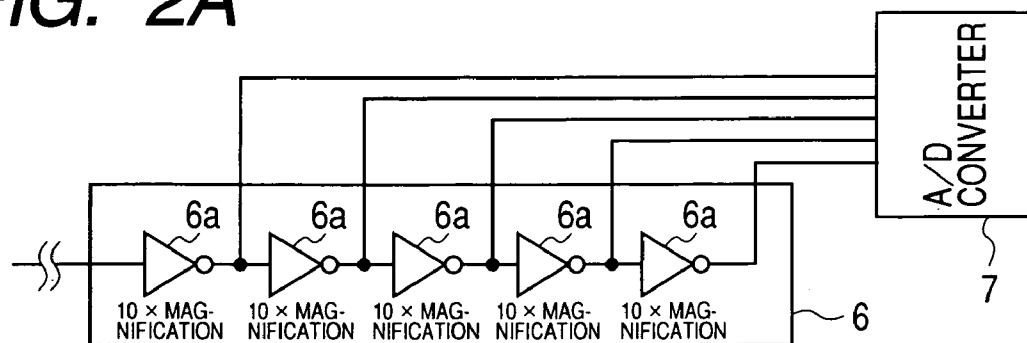 FIG. 2A
A/D
CONVERTER
7
6a 6a 6a 6a 6a
10 × MAG- 10 × MAG- 10 × MAG- 10 × MAG- 10 × MAG-
NIFICATION NIFICATION NIFICATION NIFICATION NIFICATION
6